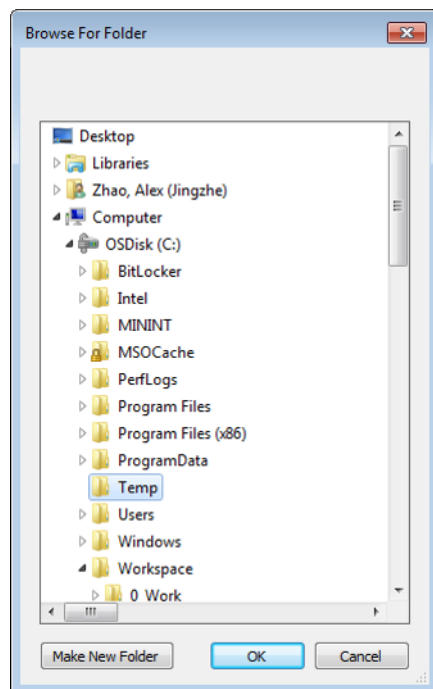 Browse For Folder
Desktop
Libraries
Zhao, Alex (Jingzhe)
Computer
OSDisk (C:)
BitLocker
Intel
MININT
MSOCache
PerfLogs
Program Files
Program Files (x86)
ProgramData
Temp
Users
Windows
Workspace
0 Work
Make New Folder OK Cancel